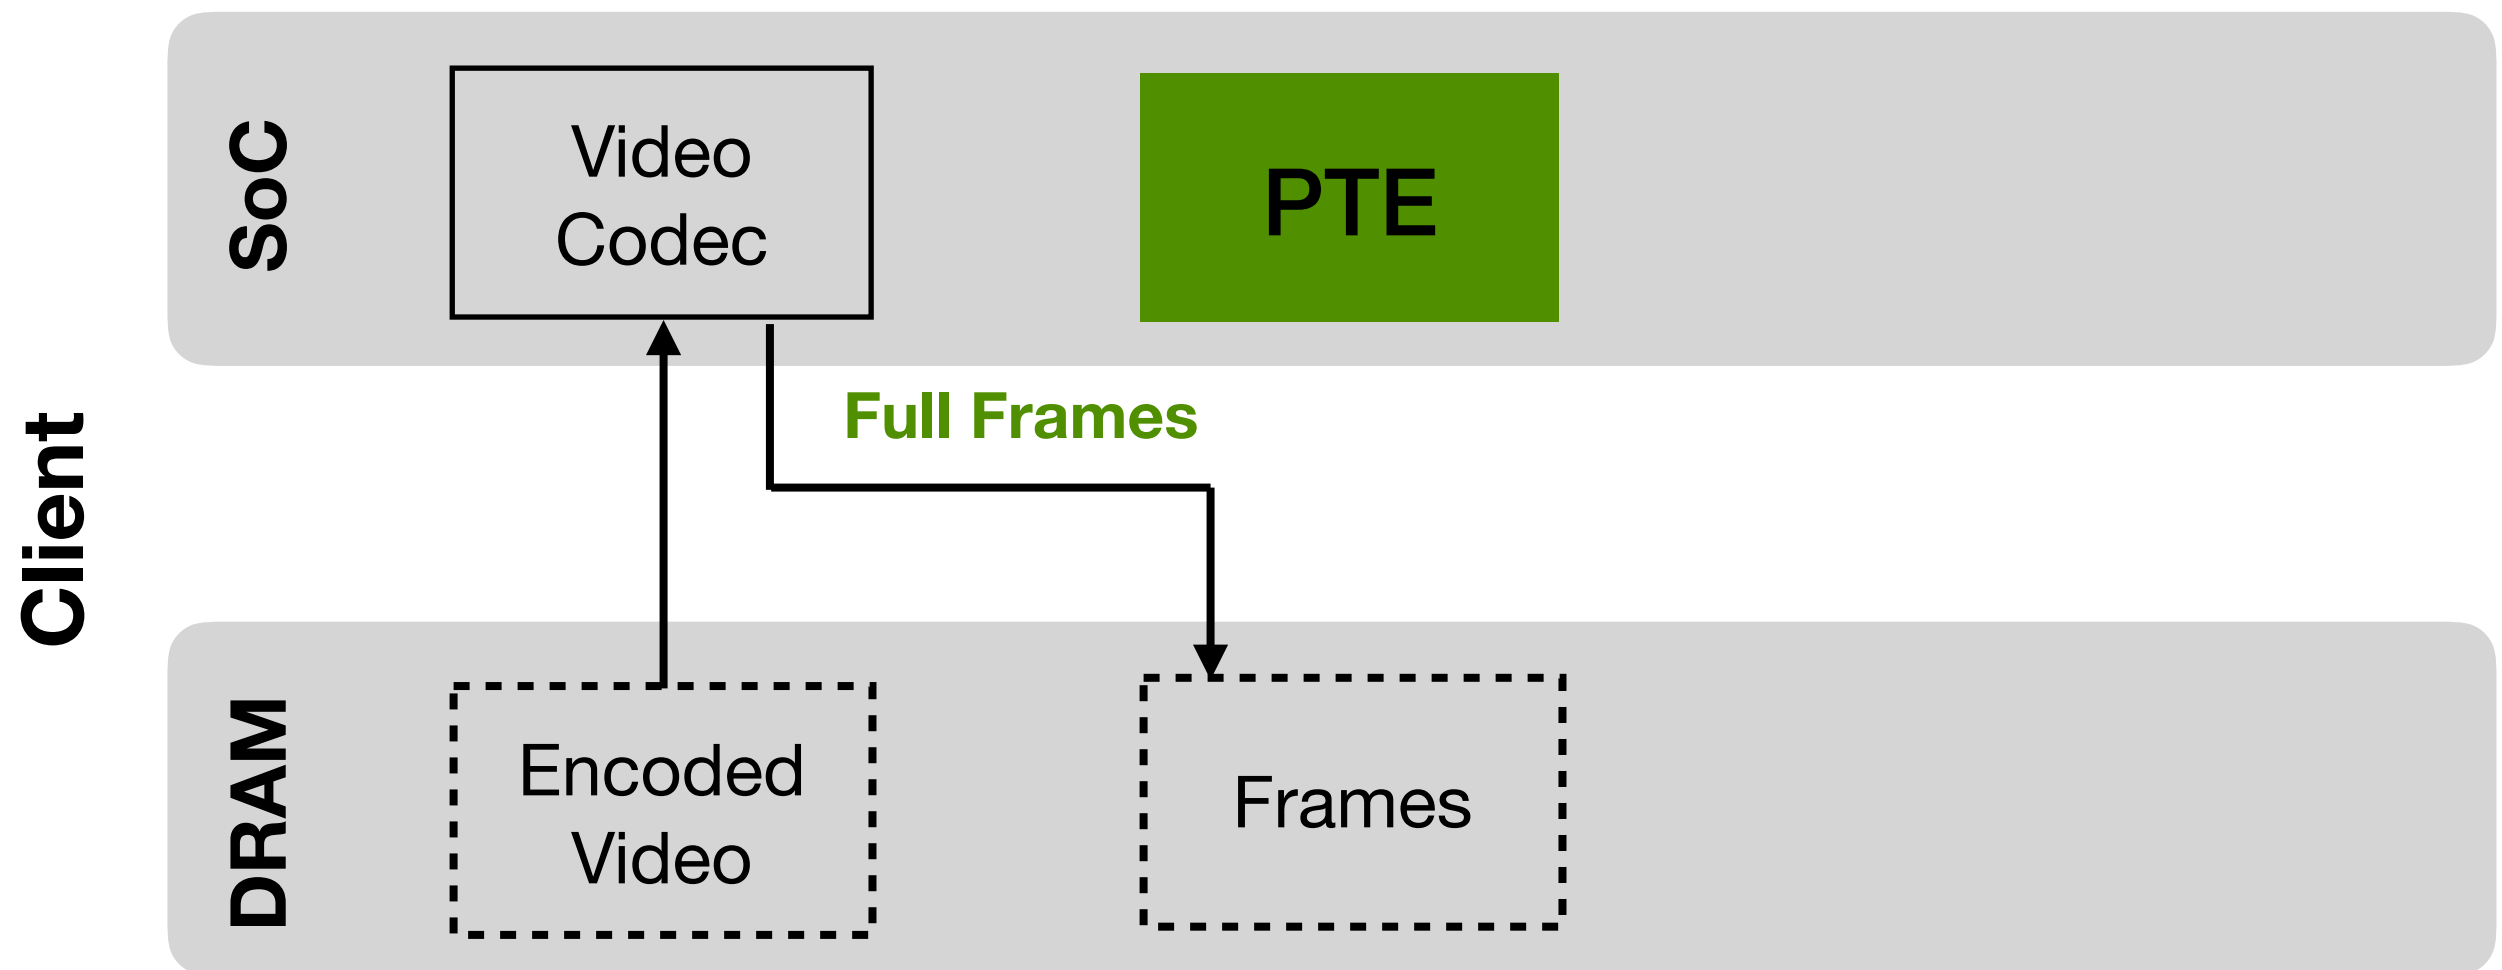 Client
SoC
Video
Codec
PTE
Full Frames
DRAM
Encoded
Video
Frames